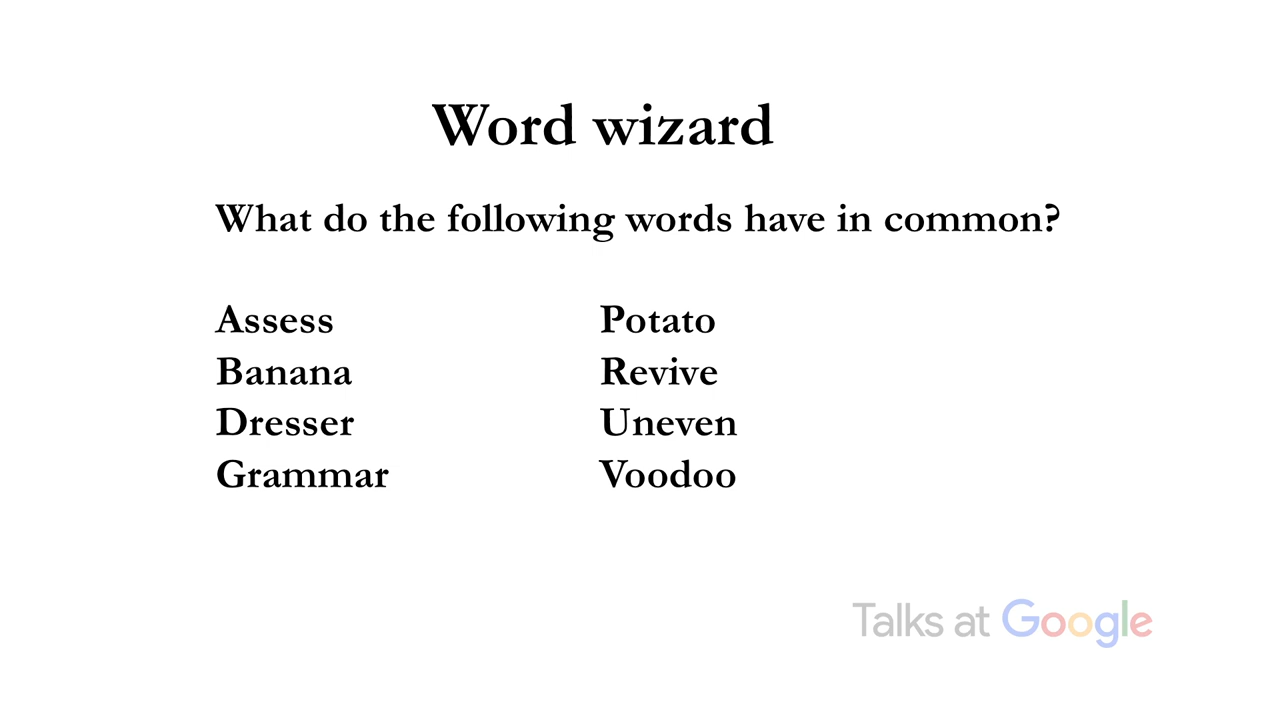 Word wizard
What do the following words have in common?
Assess
Banana
Dresser
Grammar
Potato
Revive
Uneven
Voodoo
Talks at Google